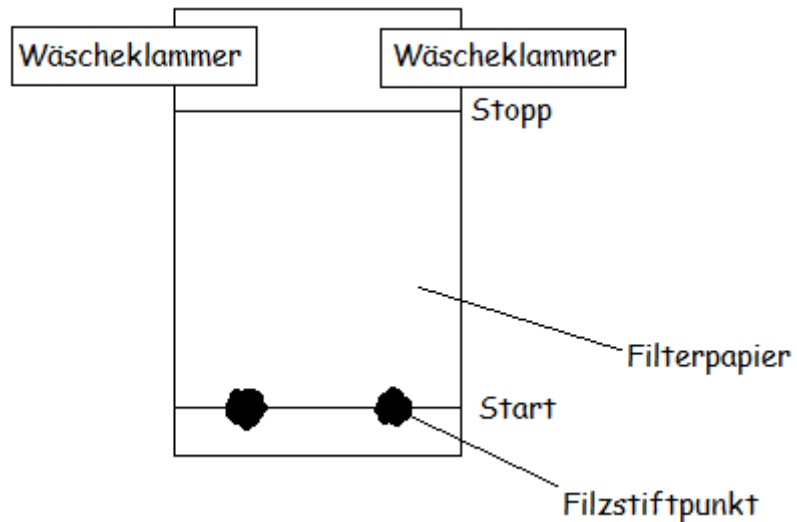 Wäscheklammer
Wäscheklammer
Stopp
Filterpapier
Start
Filzstiftpunkt